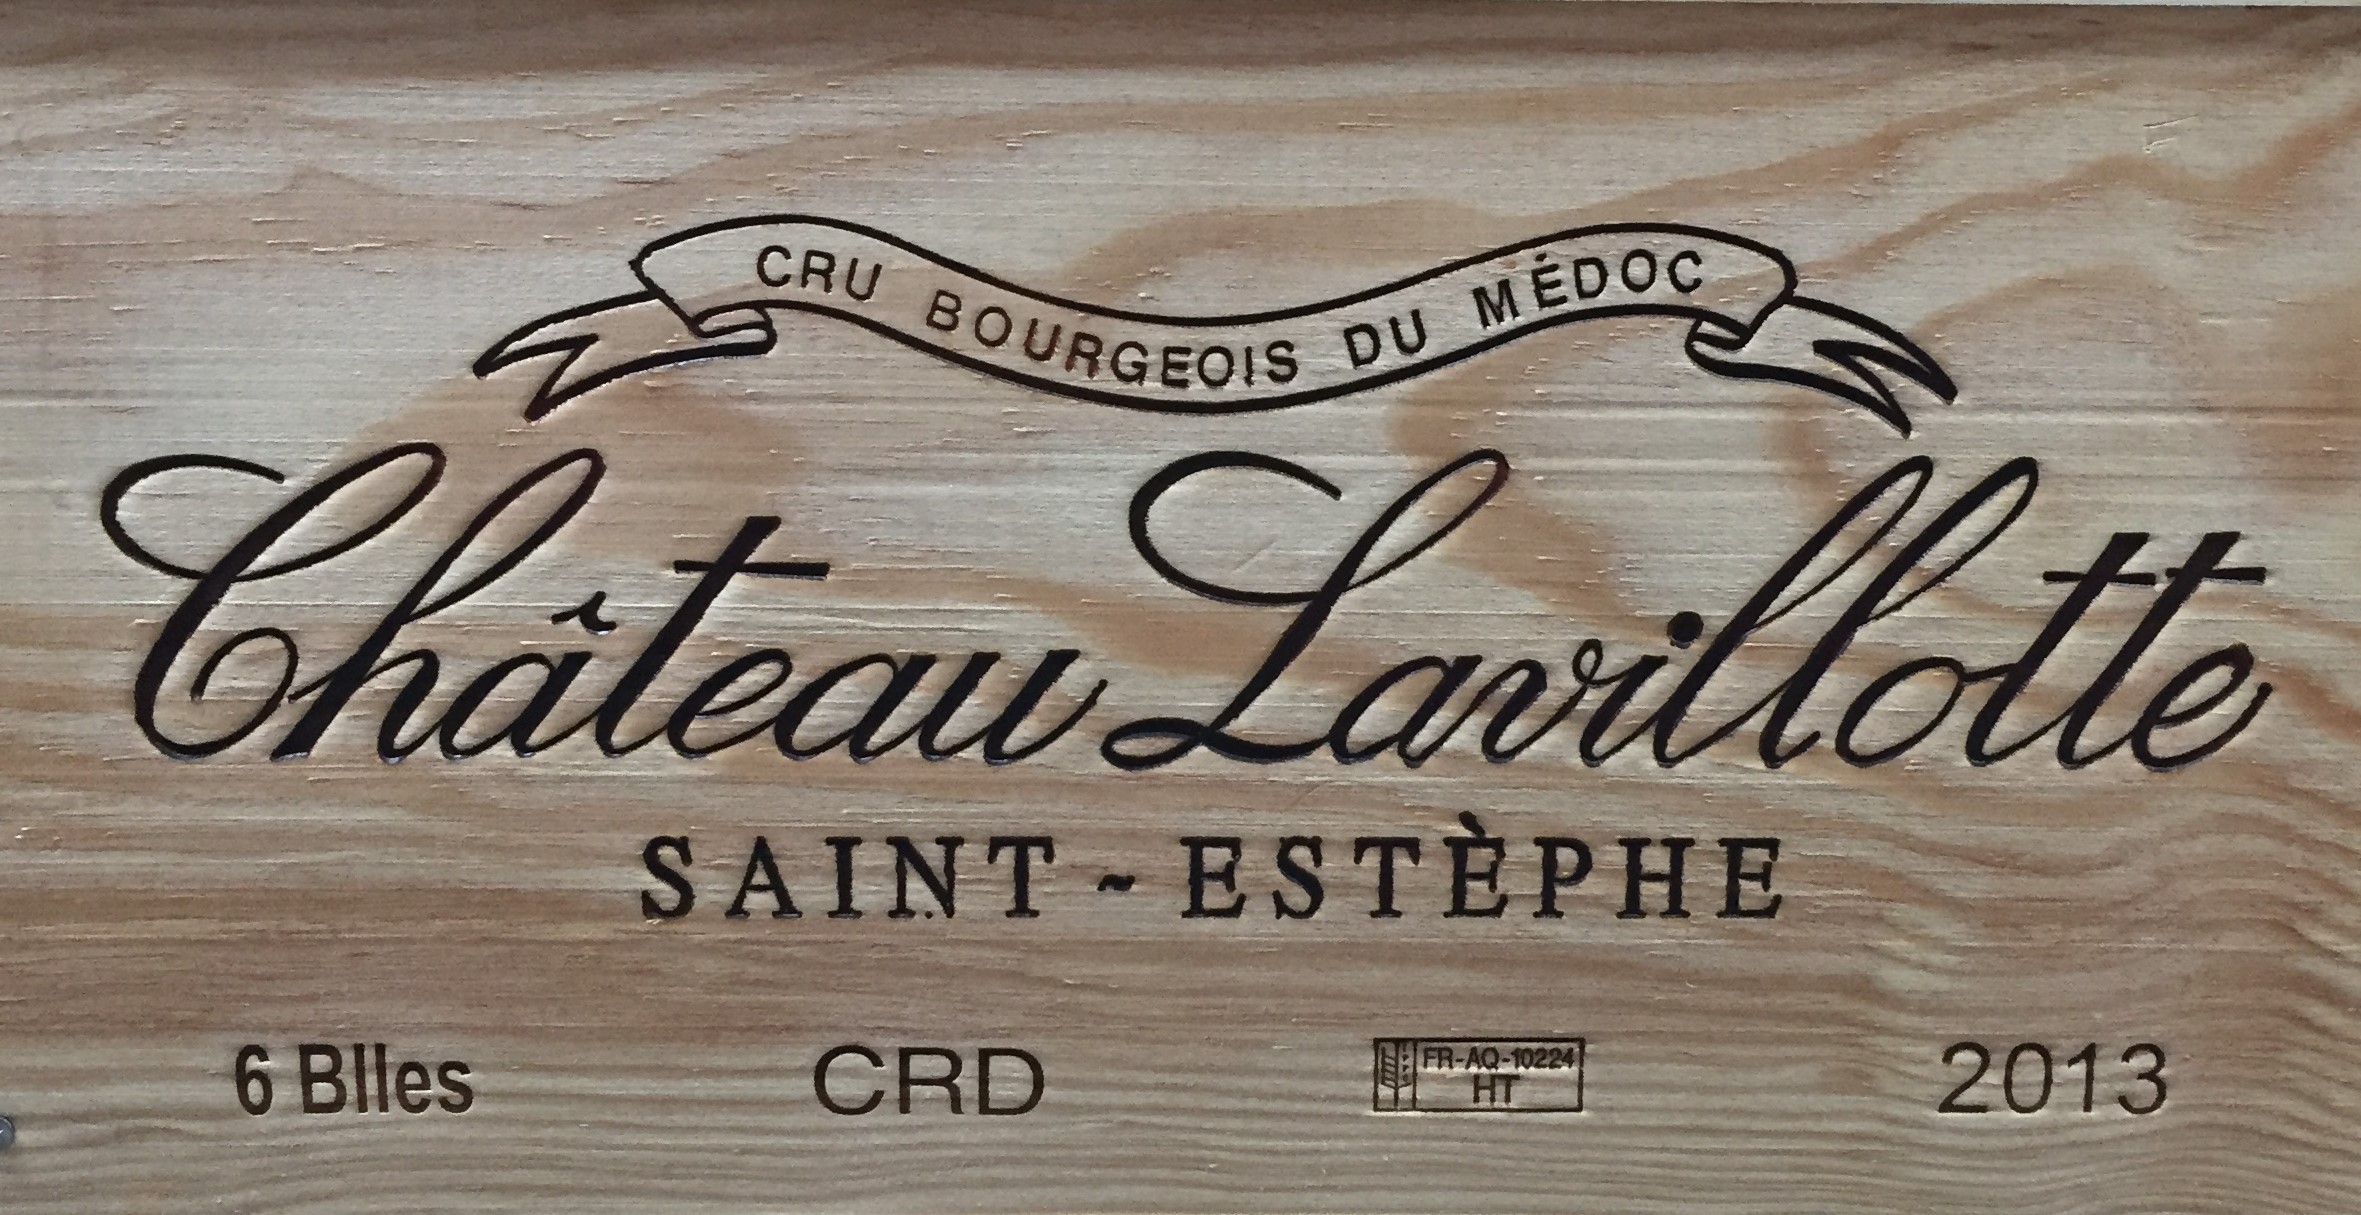 CRU BOURGEOIS DU MÉDOC
Château Lavillotte
SAINT-ESTÈPHE
6 Blles CRD FR-AQ-10224 HT 2013